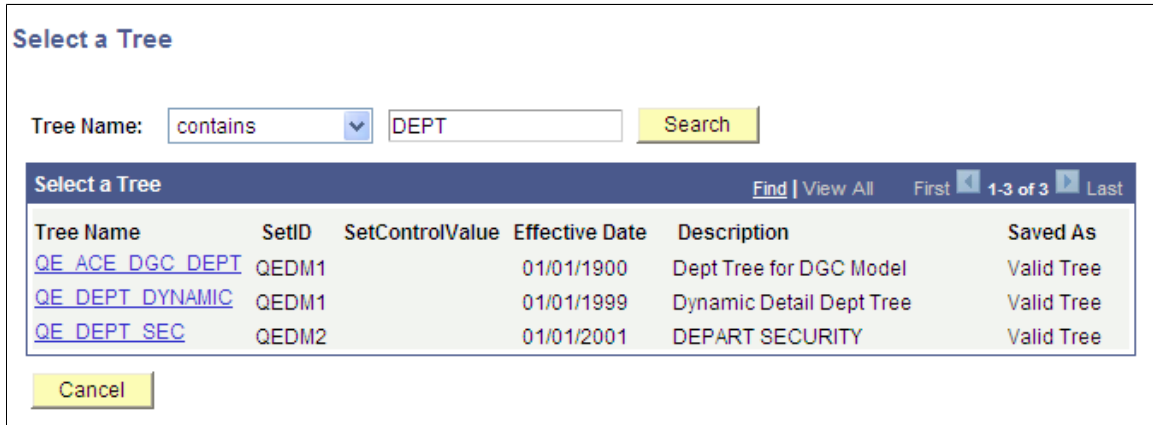 Select a Tree
Tree Name: contains DEPT Search
Select a Tree Find | View All First 1-3 of 3 Last
Tree Name SetID SetControlValue Effective Date Description Saved As
QE_ACE_DGC_DEPT QEDM1 01/01/1900 Dept Tree for DGC Model Valid Tree
QE_DEPT_DYNAMIC QEDM1 01/01/1999 Dynamic Detail Dept Tree Valid Tree
QE_DEPT_SEC QEDM2 01/01/2001 DEPART SECURITY Valid Tree
Cancel